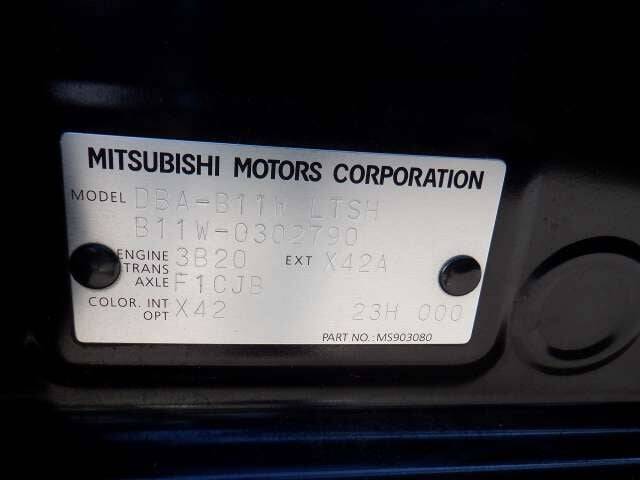 MITSUBISHI MOTORS CORPORATION
MODEL DBA-B11W LTSH
B11W-0302790
ENGINE 3B20 EXT X42A
TRANS AXLE F1CJB
COLOR. INT OPT X42 23H 000
PART NO.: MS903080